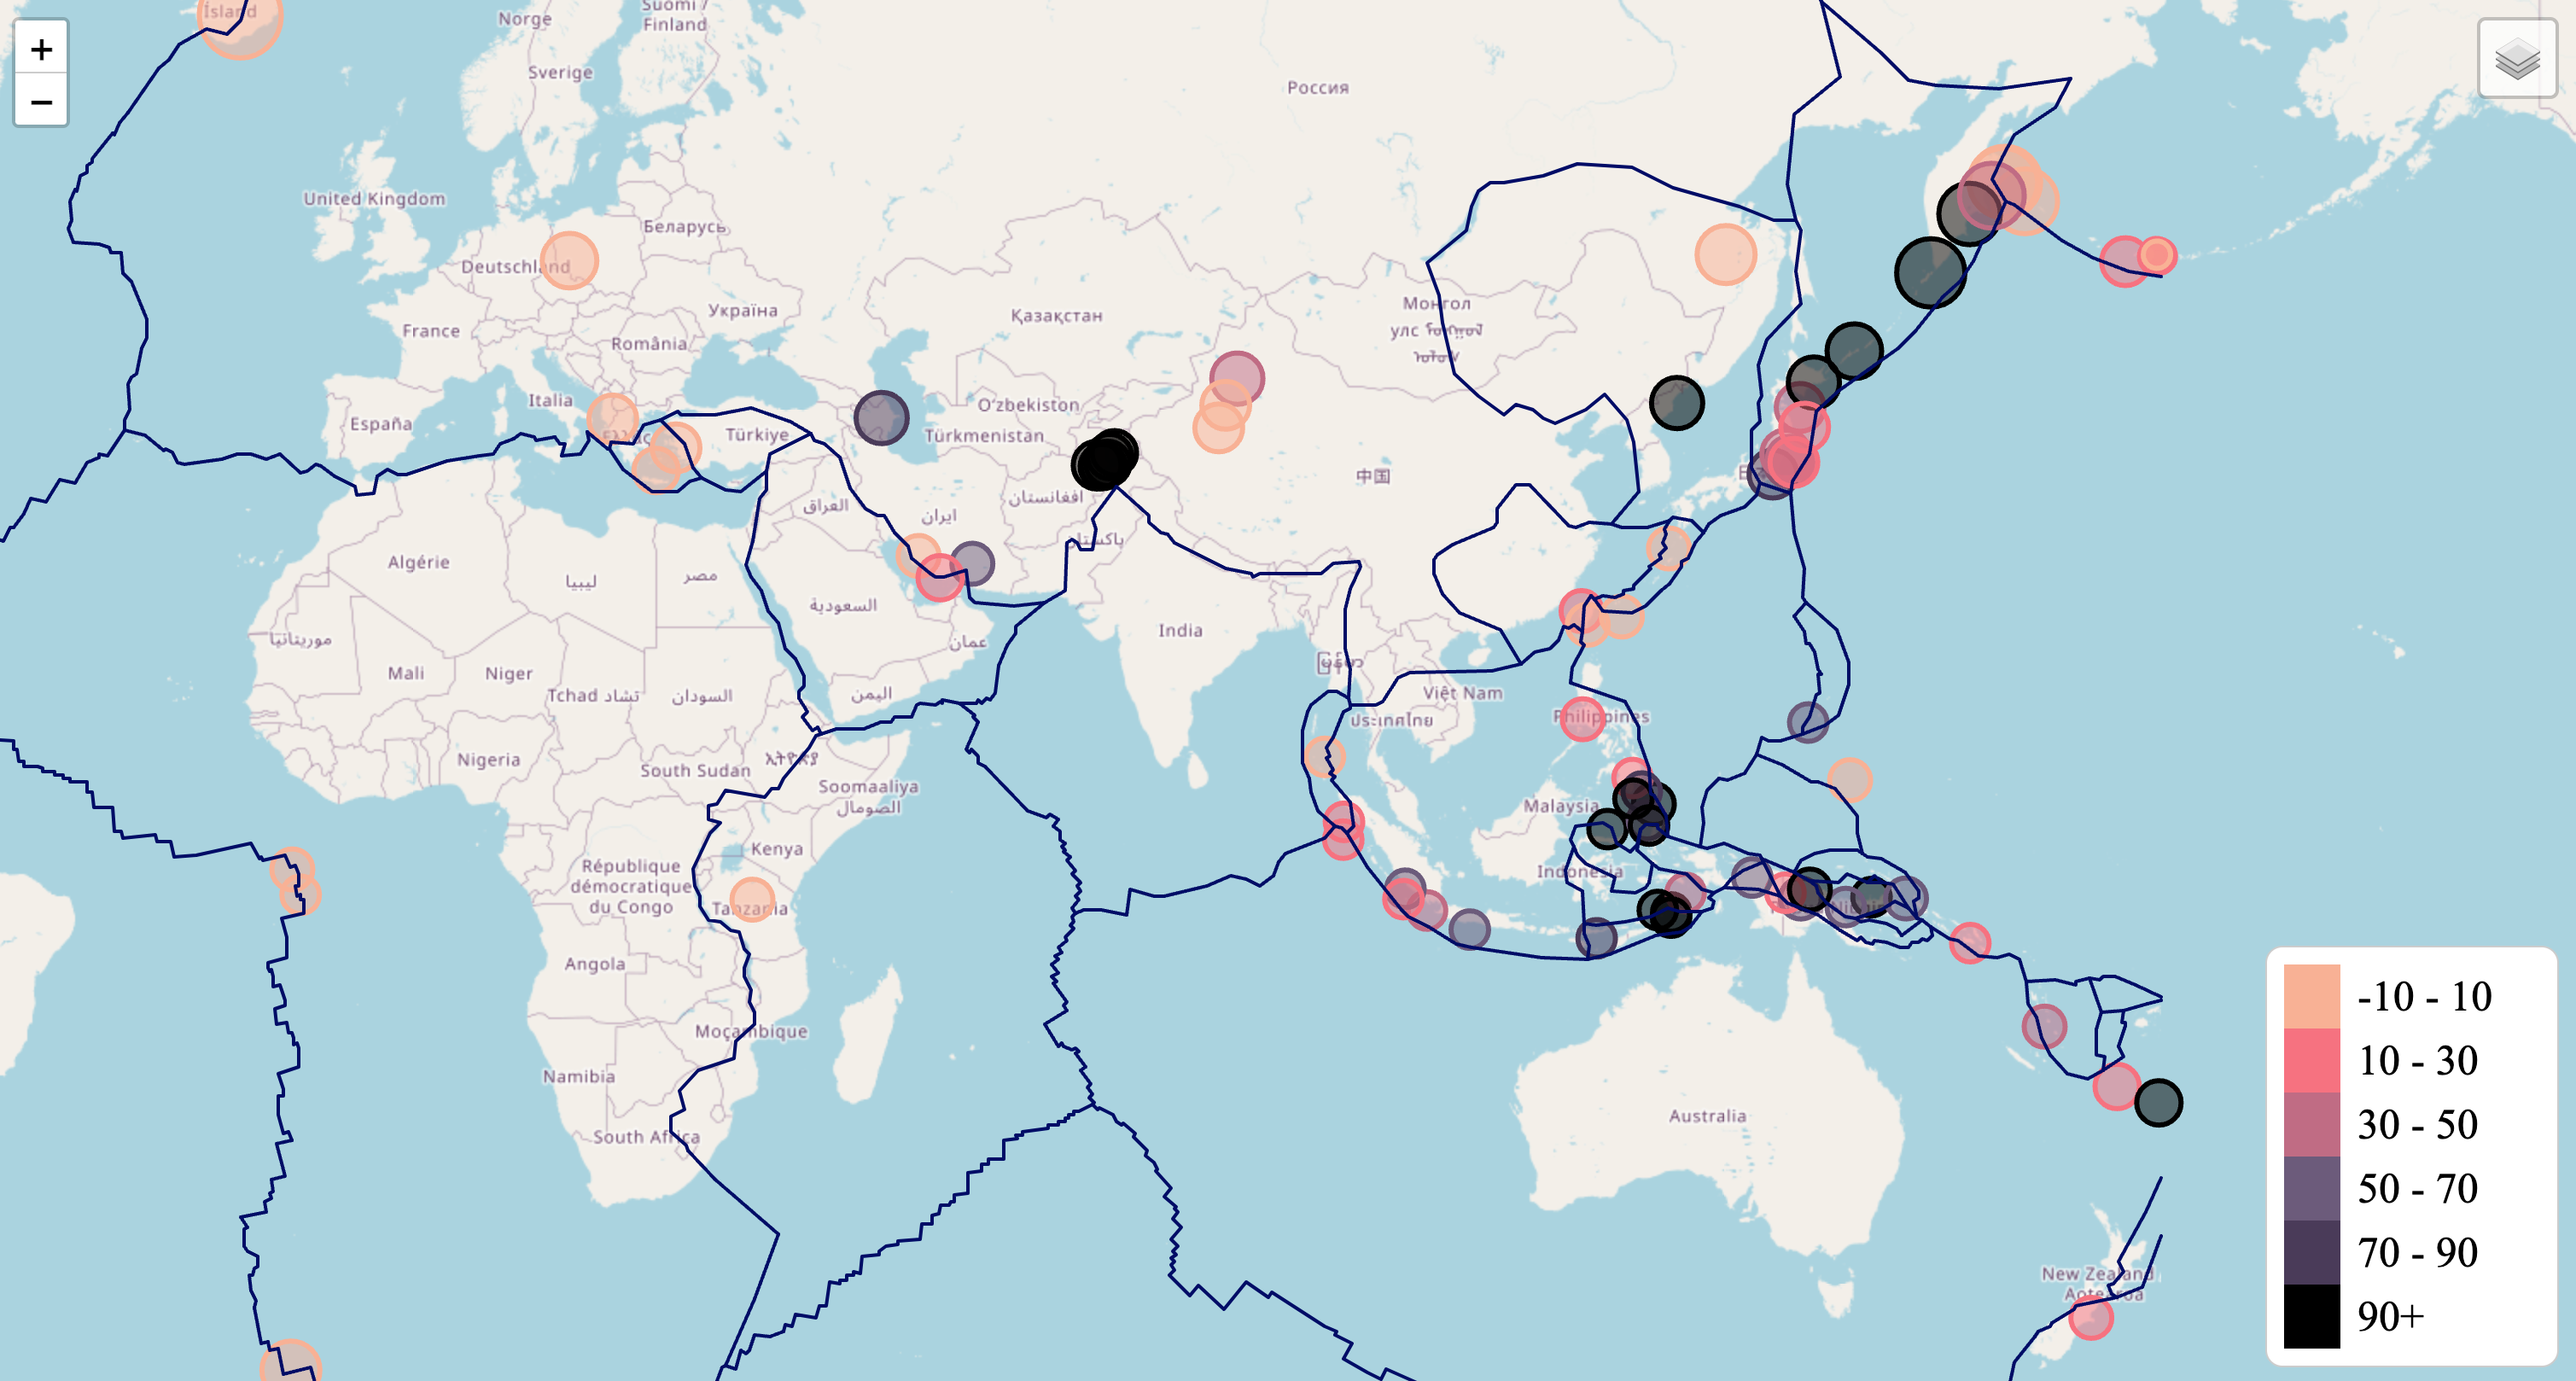 +
−
Ísland
Norge
Suomi /
Finland
Sverige
Россия
United Kingdom
Беларусь
Deutschland
Україна
France
România
Қазақстан
Монгол
улс
Italia
España
Türkiye
O'zbekiston
Türkmenistan
中国
افغانستان
ایران
العراق
پاکستان
Algérie
ليبيا
مصر
السعودية
عمان
India
موريتانيا
Mali
Niger
Tchad تشاد
السودان
اليمن
Việt Nam
ประเทศไทย
Philippines
Nigeria
South Sudan
Soomaaliya
الصومال
Malaysia
Kenya
République
démocratique
du Congo
Indonesia
Tanzania
Angola
Moçambique
Namibia
South Africa
Australia
New Zealand
Aotearoa
-10 - 10
10 - 30
30 - 50
50 - 70
70 - 90
90+